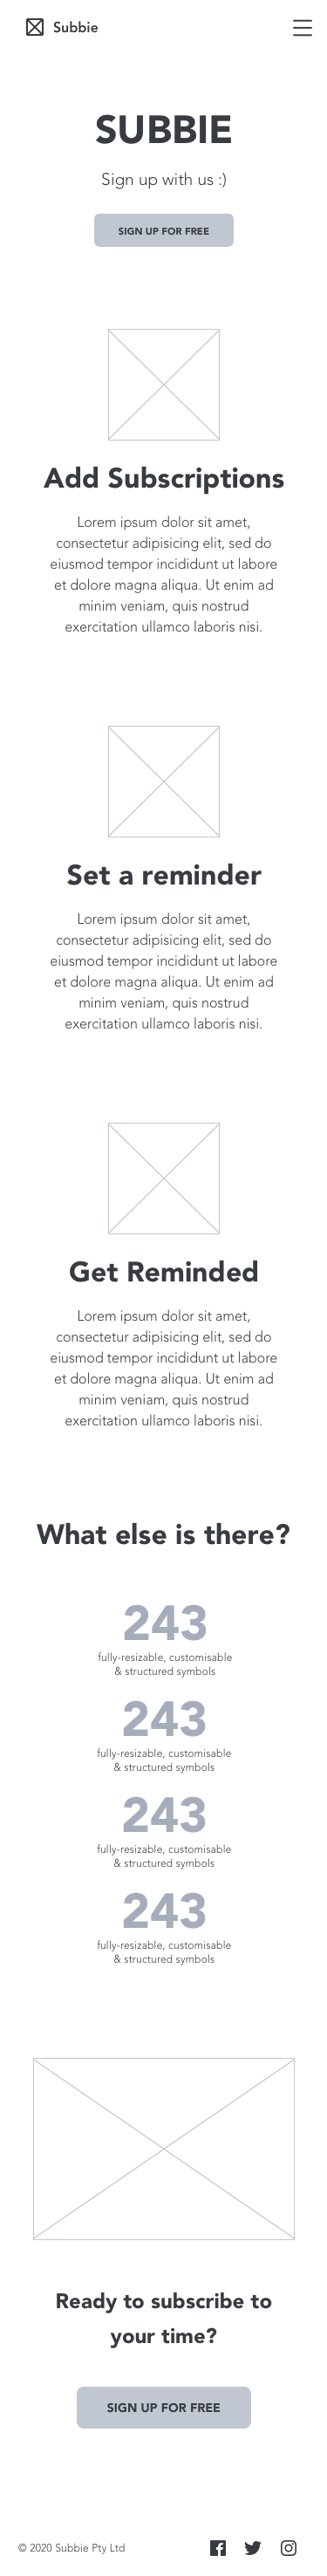 Subbie
SUBBIE
Sign up with us :)
SIGN UP FOR FREE
Add Subscriptions
Lorem ipsum dolor sit amet,
consectetur adipisicing elit, sed do
eiusmod tempor incididunt ut labore
et dolore magna aliqua. Ut enim ad
minim veniam, quis nostrud
exercitation ullamco laboris nisi.
Set a reminder
Lorem ipsum dolor sit amet,
consectetur adipisicing elit, sed do
eiusmod tempor incididunt ut labore
et dolore magna aliqua. Ut enim ad
minim veniam, quis nostrud
exercitation ullamco laboris nisi.
Get Reminded
Lorem ipsum dolor sit amet,
consectetur adipisicing elit, sed do
eiusmod tempor incididunt ut labore
et dolore magna aliqua. Ut enim ad
minim veniam, quis nostrud
exercitation ullamco laboris nisi.
What else is there?
243
fully-resizable, customisable
& structured symbols
243
fully-resizable, customisable
& structured symbols
243
fully-resizable, customisable
& structured symbols
243
fully-resizable, customisable
& structured symbols
Ready to subscribe to
your time?
SIGN UP FOR FREE
© 2020 Subbie Pty Ltd